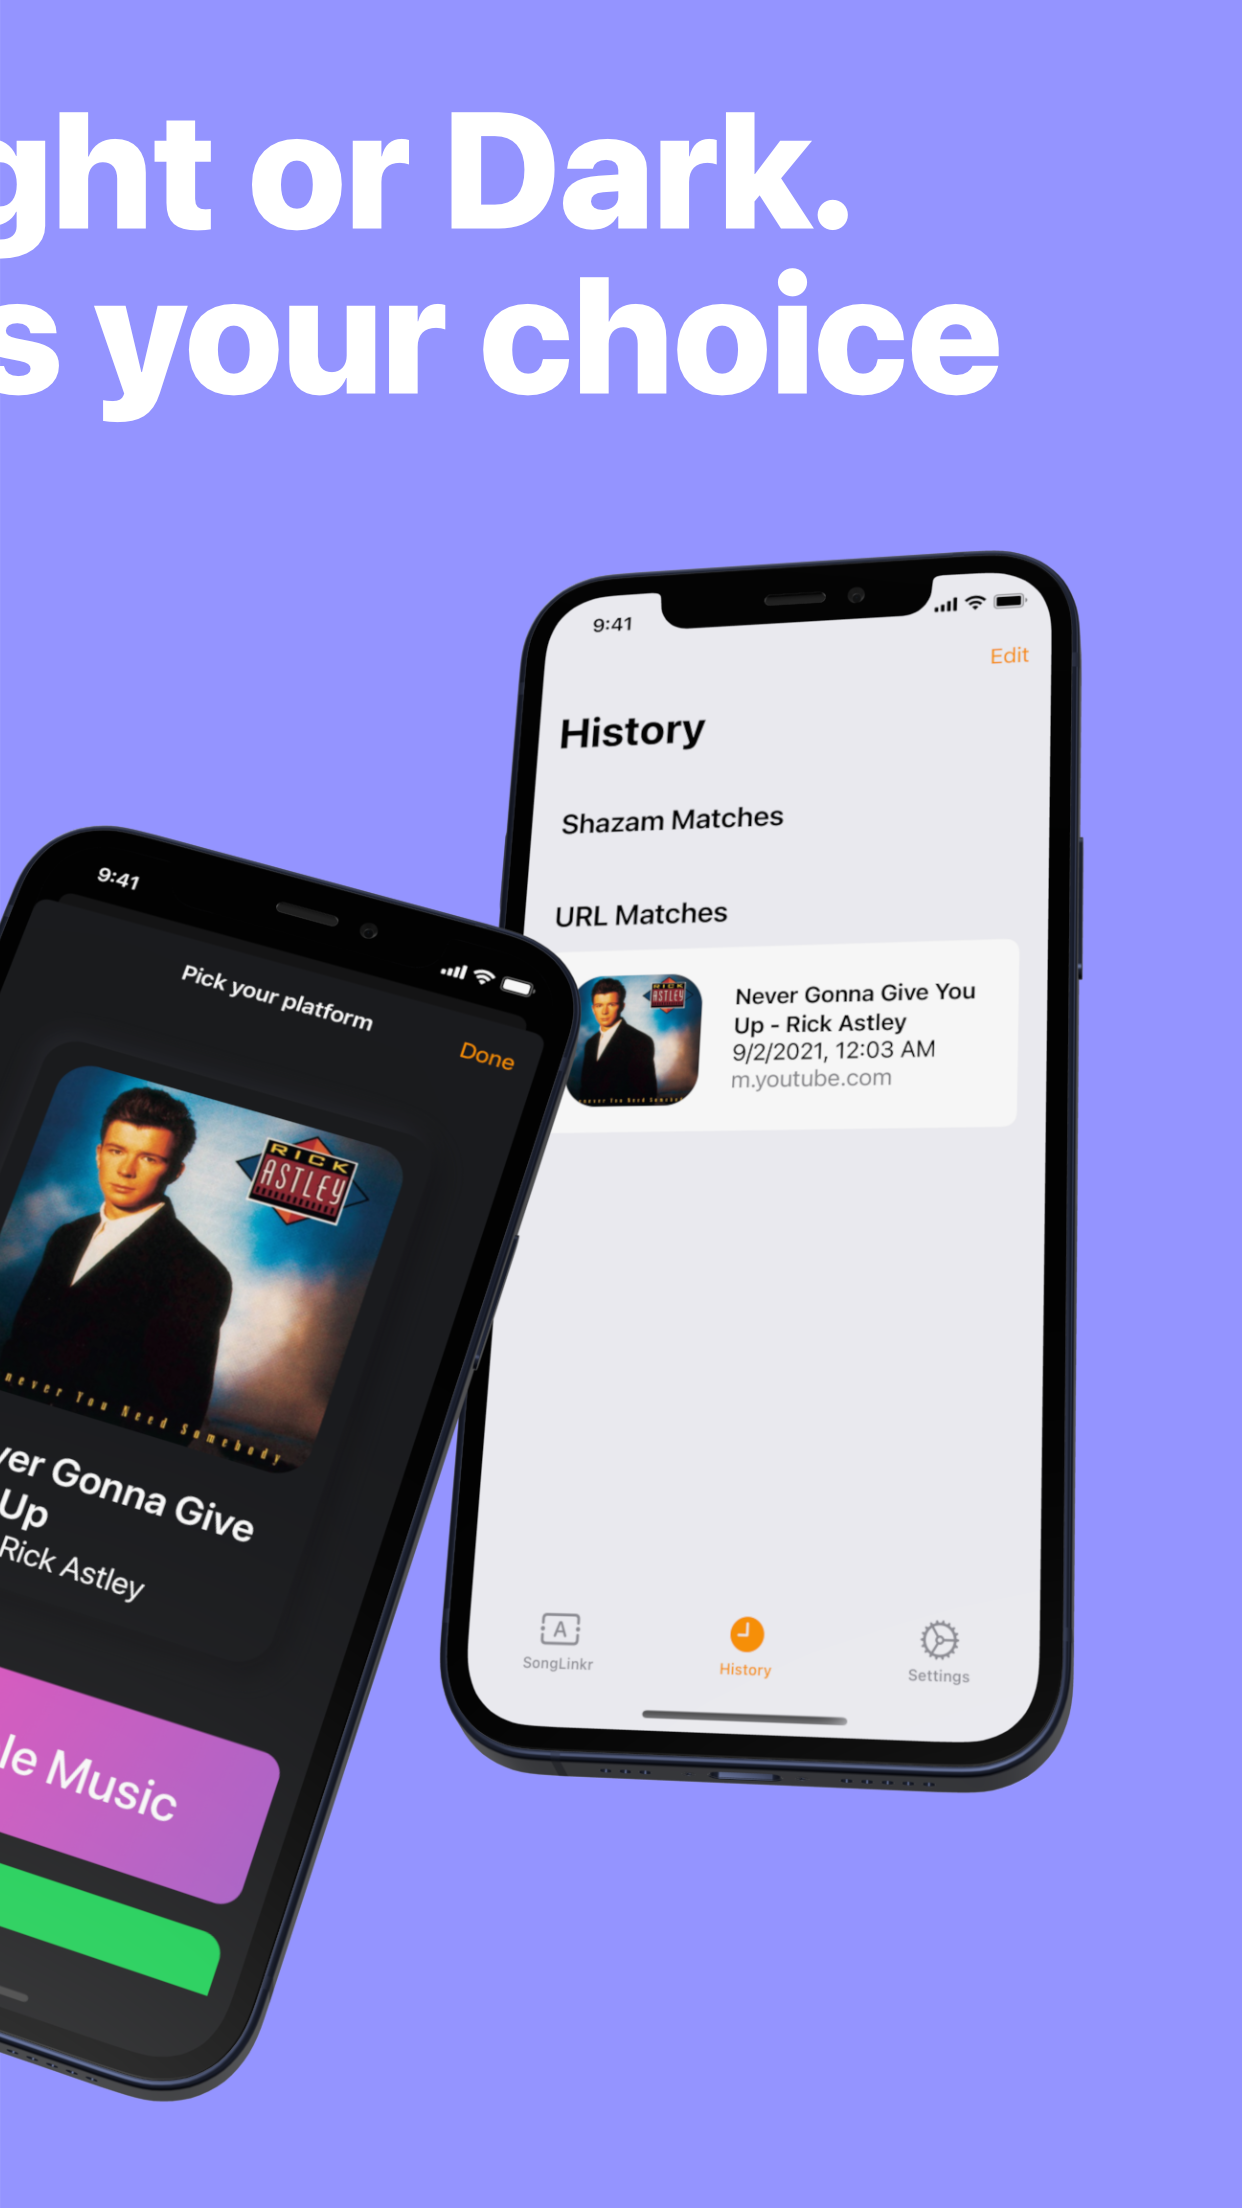 ght or Dark.
s your choice
9:41
Edit
History
Shazam Matches
URL Matches
RICK
ASTLEY
Never Gonna Give You
Up - Rick Astley
9/2/2021, 12:03 AM
m.youtube.com
SongLinkr
History
Settings
9:41
Pick your platform
Done
RICK
ASTLEY
never You Need Somebody
ver Gonna Give
Up
Rick Astley
le Music